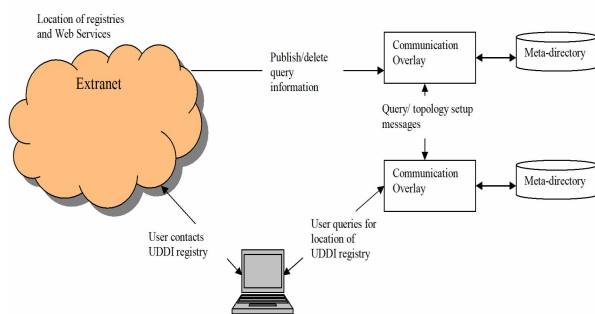 Location of registries
and Web Services
Extranet
Publish/delete
query
information
Communication
Overlay
Meta-directory
Query/ topology setup
messages
Communication
Overlay
Meta-directory
User contacts
UDDI registry
User queries for
location of
UDDI registry